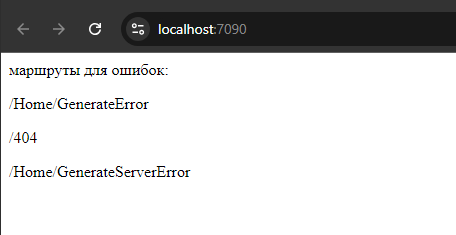 localhost:7090
маршруты для ошибок:
/Home/GenerateError
/404
/Home/GenerateServerError